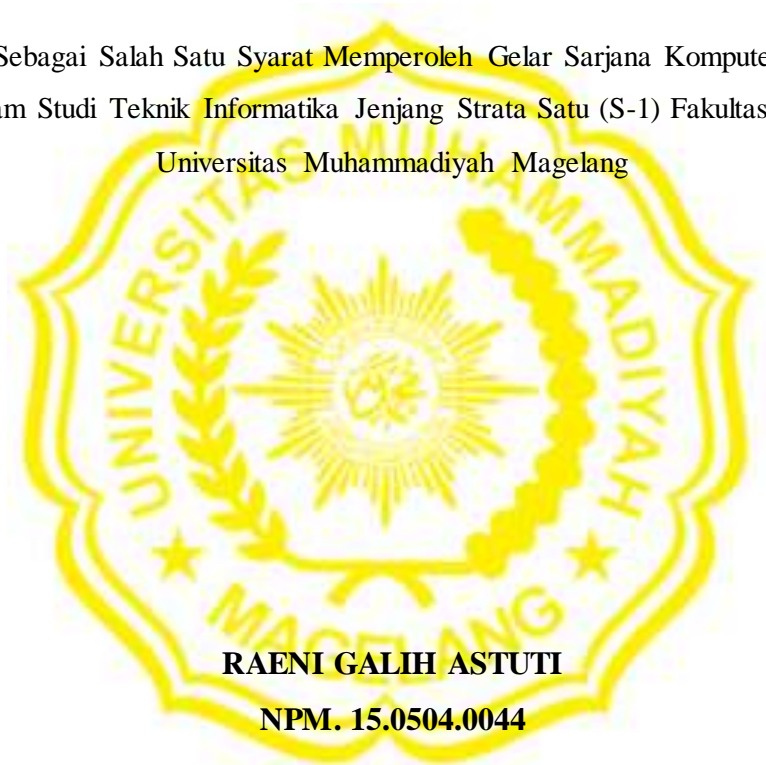 Sebagai Salah Satu Syarat Memperoleh Gelar Sarjana Kompute
am Studi Teknik Informatika Jenjang Strata Satu (S-1) Fakultas
Universitas Muhammadiyah Magelang
UNIVERSITAS MUHAMMADIYAH
MAGELANG
RAENI GALIH ASTUTI
NPM. 15.0504.0044